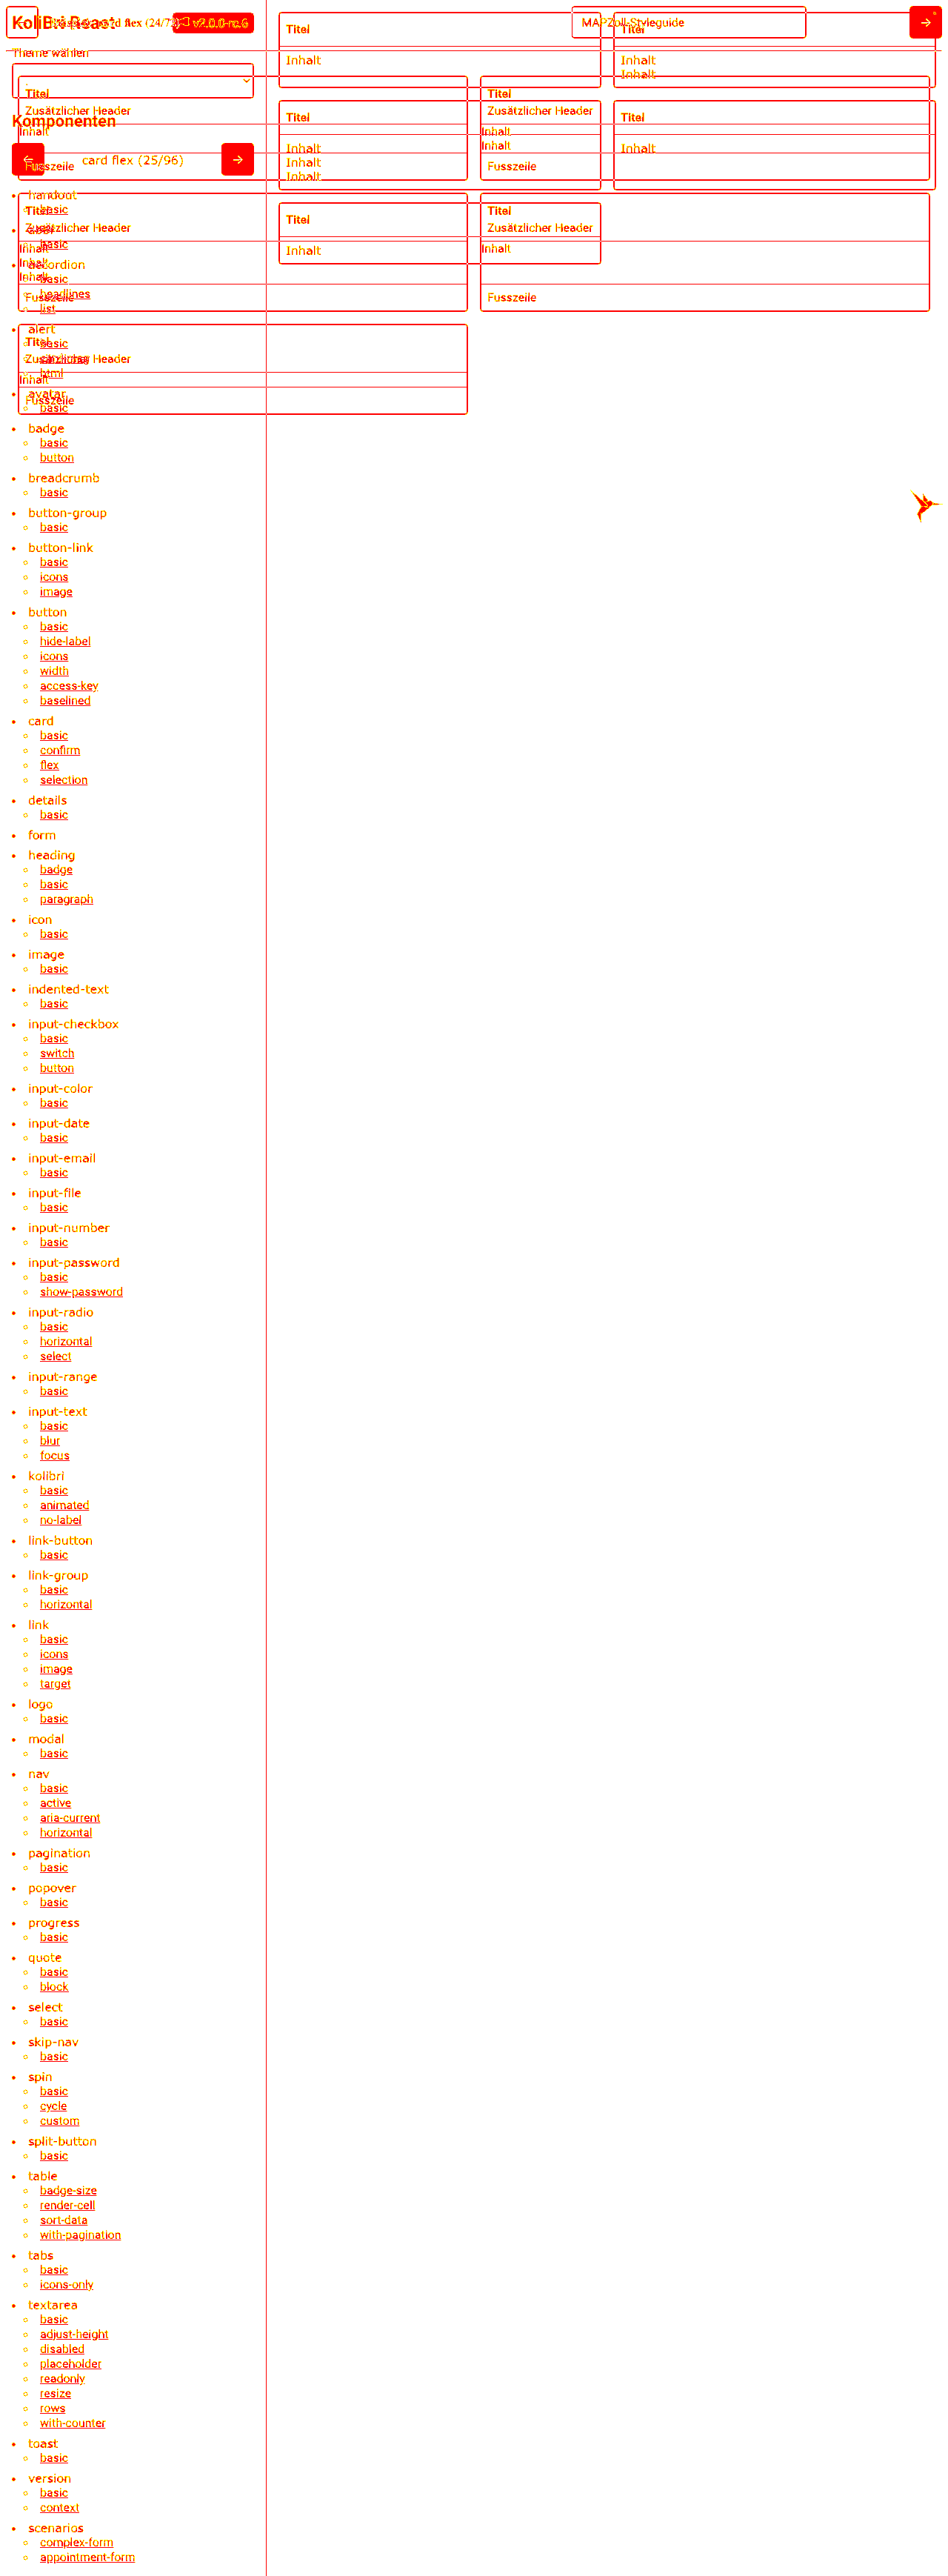 KoliBri React
flex (24/72)
v2.0.0-rc.6
MAPZoll-Styleguide
Theme wählen
Komponenten
card flex (25/96)
Titel
Inhalt
Titel
Inhalt
Inhalt
Titel
Zusätzlicher Header
Inhalt
Fusszeile
Titel
Zusätzlicher Header
Inhalt
Inhalt
Fusszeile
Titel
Inhalt
Inhalt
Inhalt
Titel
Inhalt
Titel
Zusätzlicher Header
Inhalt
Inhalt
Inhalt
Fusszeile
Titel
Inhalt
Titel
Zusätzlicher Header
Inhalt
Fusszeile
Titel
Zusätzlicher Header
Inhalt
Fusszeile
handout
basic
basic
accordion
basic
headlines
list
alert
basic
html
avatar
basic
badge
basic
button
breadcrumb
basic
button-group
basic
button-link
basic
icons
image
button
basic
hide-label
icons
width
access-key
baselined
card
basic
confirm
flex
selection
details
basic
form
heading
badge
basic
paragraph
icon
basic
image
basic
indented-text
basic
input-checkbox
basic
switch
button
input-color
basic
input-date
basic
input-email
basic
input-file
basic
input-number
basic
input-password
basic
show-password
input-radio
basic
horizontal
select
input-range
basic
input-text
basic
blur
focus
kolibri
basic
animated
no-label
link-button
basic
link-group
basic
horizontal
link
basic
icons
image
target
logo
basic
modal
basic
nav
basic
active
aria-current
horizontal
pagination
basic
popover
basic
progress
basic
quote
basic
block
select
basic
skip-nav
basic
spin
basic
cycle
custom
split-button
basic
table
badge-size
render-cell
sort-data
with-pagination
tabs
basic
icons-only
textarea
basic
adjust-height
disabled
placeholder
readonly
resize
rows
with-counter
toast
basic
version
basic
context
scenarios
complex-form
appointment-form